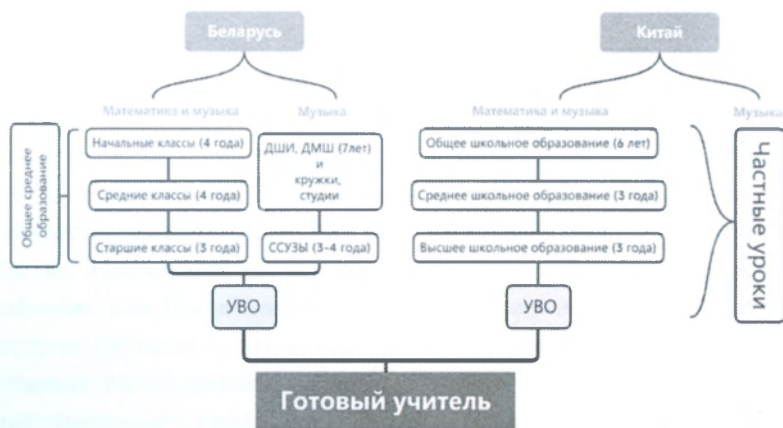 Беларусь
Китай
Математика и музыка
Музыка
Математика и музыка
Музыка
Общее среднее
образование
Начальные классы (4 года)
Средние классы (4 года)
Старшие классы (3 года)
ДШИ, ДМШ (7лет)
и
кружки,
студии
ССУЗЫ (3-4 года)
Общее школьное образование (6 лет)
Среднее школьное образование (3 года)
Высшее школьное образование (3 года)
Частные уроки
УВО
УВО
Готовый учитель